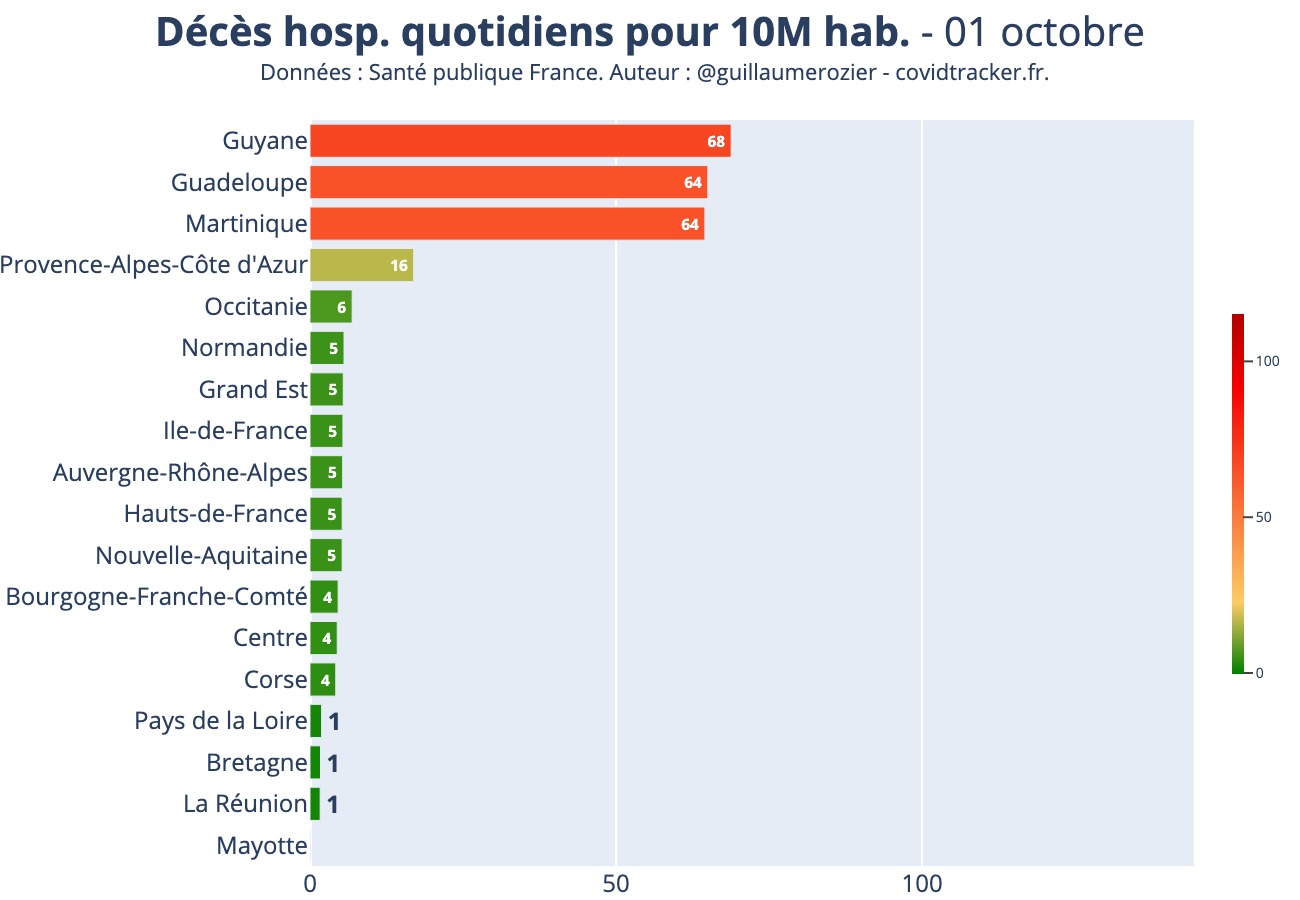 Décès hosp. quotidiens pour 10M hab. - 01 octobre
Données : Santé publique France. Auteur : @guillaumerozier - covidtracker.fr.
Guyane 68
Guadeloupe 64
Martinique 64
Provence-Alpes-Côte d'Azur 16
Occitanie 6
Normandie 5
Grand Est 5
Ile-de-France 5
Auvergne-Rhône-Alpes 5
Hauts-de-France 5
Nouvelle-Aquitaine 5
Bourgogne-Franche-Comté 4
Centre 4
Corse 4
Pays de la Loire 1
Bretagne 1
La Réunion 1
Mayotte
0 50 100
100
50
0